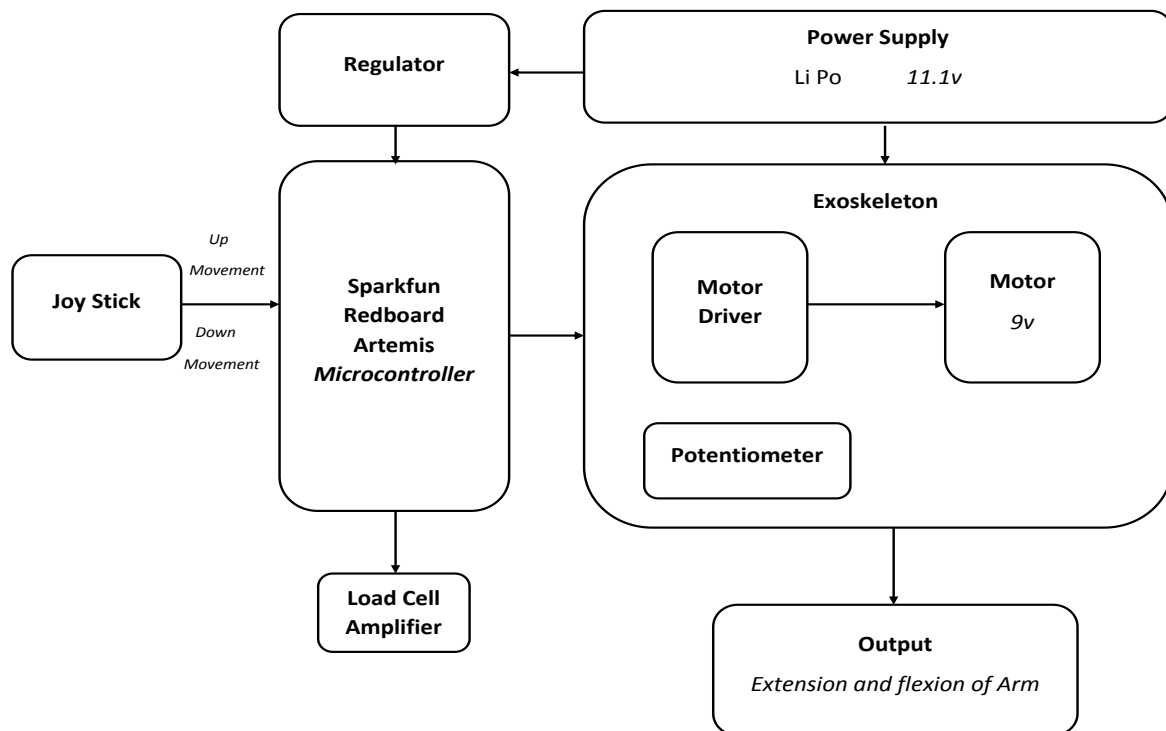 Regulator
Power Supply
Li Po 11.1v
Joy Stick
Up
Movement
Down
Movement
Sparkfun
Redboard
Artemis
Microcontroller
Exoskeleton
Motor
Driver
Motor
9v
Potentiometer
Load Cell
Amplifier
Output
Extension and flexion of Arm